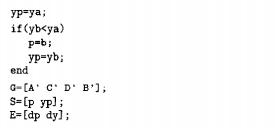 yp=ya;
if(yb<ya)
p=b;
yp=yb;
end
G=[A' C' D' B'];
S=[p yp];
E=[dp dy];